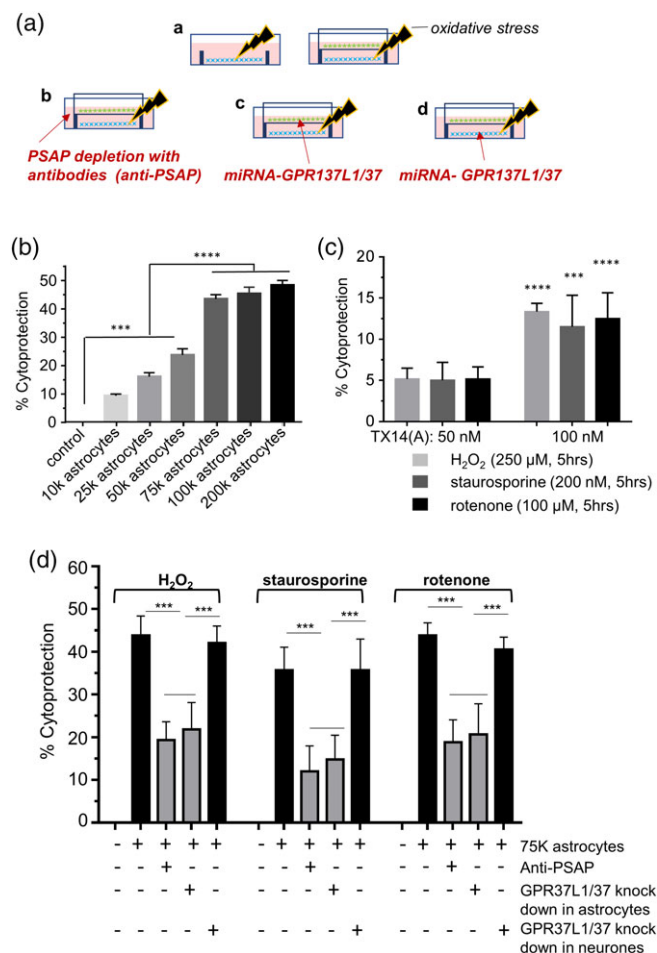 (a)
a
oxidative stress
b
c
d
PSAP depletion with
antibodies (anti-PSAP)
miRNA-GPR137L1/37
miRNA- GPR137L1/37
(b)
****
***
% Cytoprotection
50
40
30
20
10
0
control
10k astrocytes
25k astrocytes
50k astrocytes
75k astrocytes
100k astrocytes
200k astrocytes
(c)
% Cytoprotection
20
15
10
5
0
****
***
****
TX14(A): 50 nM
100 nM
H₂O₂ (250 µM, 5hrs)
staurosporine (200 nM, 5hrs)
rotenone (100 µM, 5hrs)
(d)
% Cytoprotection
60
50
40
30
20
10
0
H₂O₂
staurosporine
rotenone
*** ***
*** ***
*** ***
- + + + + - + + + + - + + + + 75K astrocytes
- - + - - - - + - - - - + - - Anti-PSAP
- - - + - - - - + - - - - + - GPR37L1/37 knock
down in astrocytes
- - - - + - - - - + - - - - + GPR37L1/37 knock
down in neurones